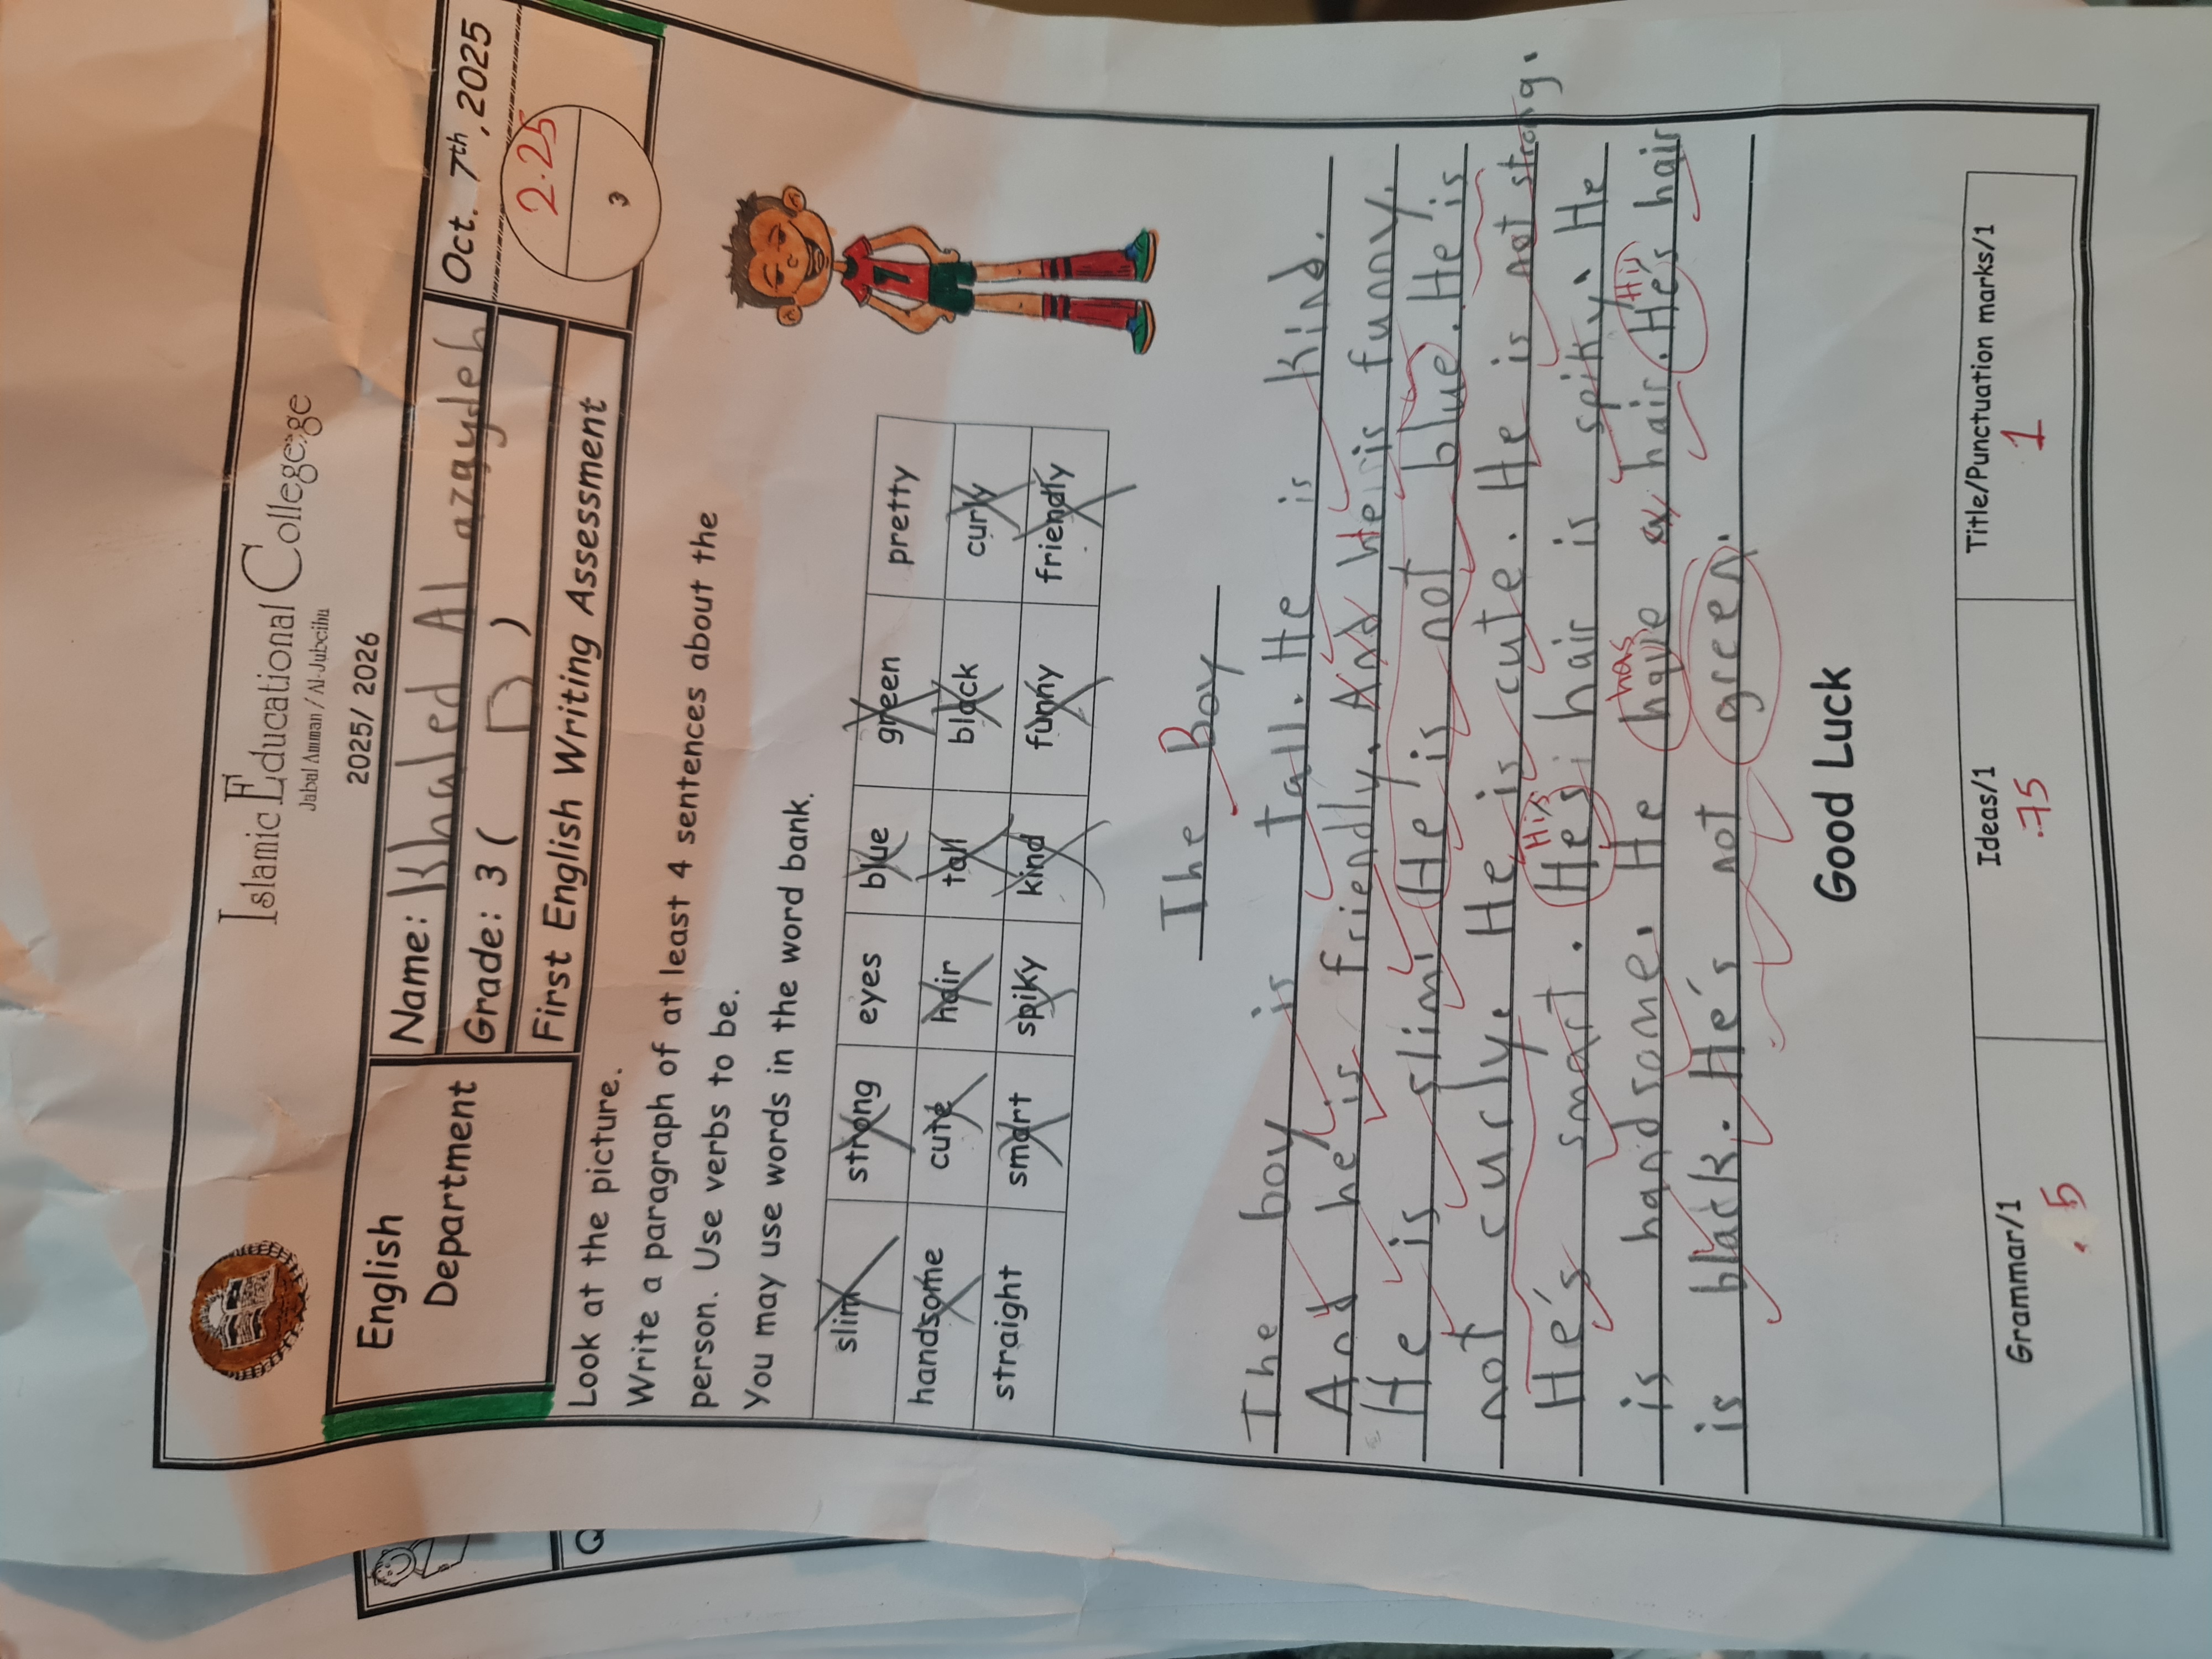 Islamic Educational College
Jabal Amman / Al-Jubeiha
2025/ 2026
English
Department
Name: Khaled Al azaydeh
Oct. 7th, 2025
Grade: 3 ( D )
First English Writing Assessment
2.25
3
Look at the picture.
Write a paragraph of at least 4 sentences about the
person. Use verbs to be.
You may use words in the word bank.
slim strong eyes blue green pretty
handsome cute hair tall black curly
straight smart spiky kind funny friendly
The Boy
The boy is tall. He is kind.
And he is friendly. And He is funny.
He is slim. He is not blue. He is
not curly. He is cute. He is not strong.
His His
He's smart. He's hair is spiky. He
has
is handsome. He have a hair. He's hair
is black. He's not green.
Good Luck
Grammar/1 Ideas/1 Title/Punctuation marks/1
.5 .75 1